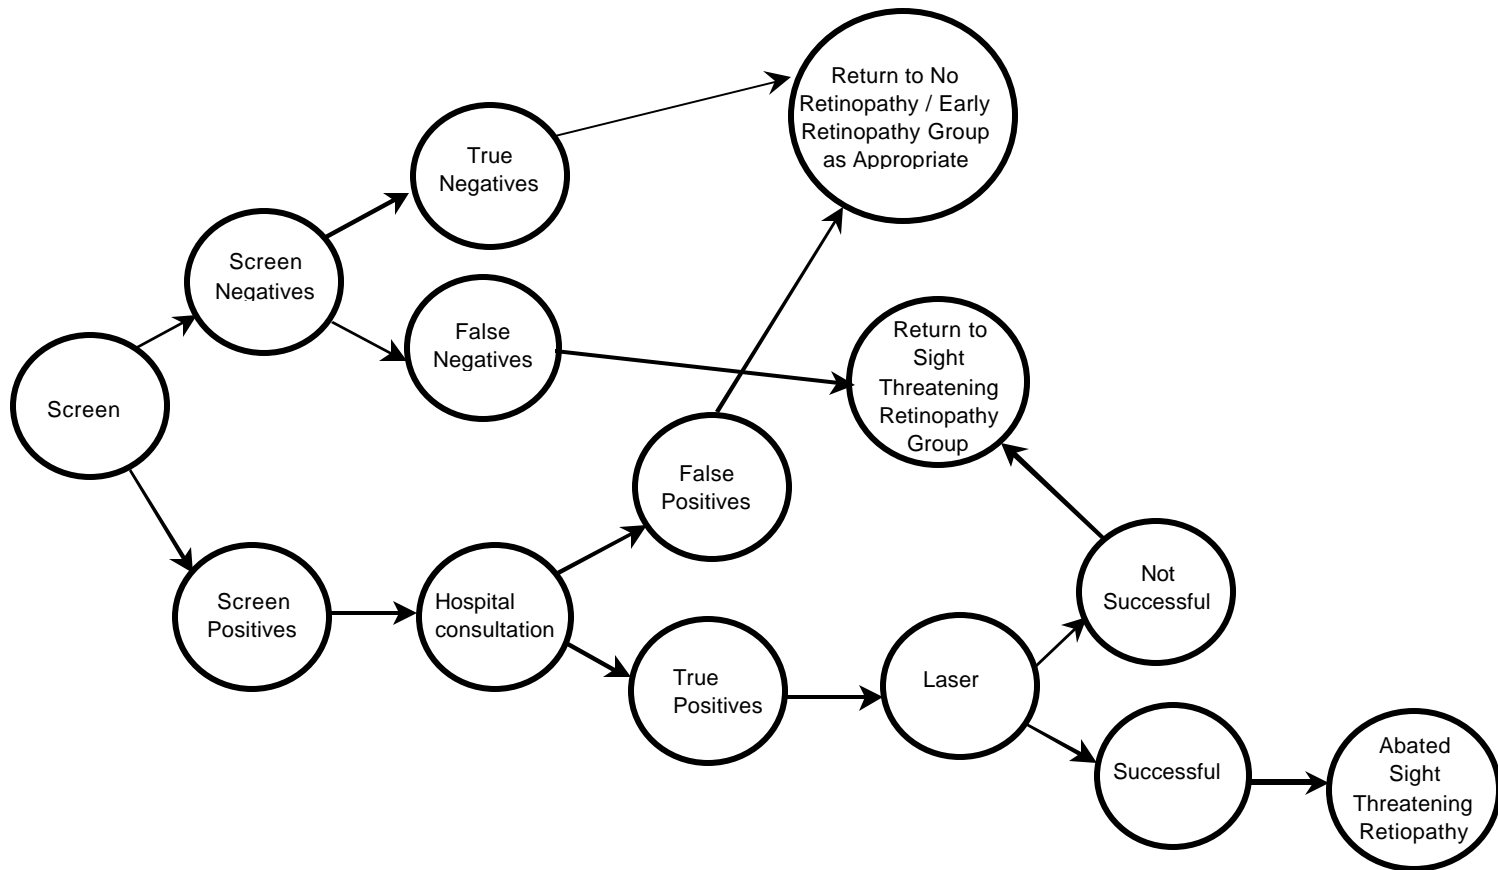 Return to No
Retinopathy / Early
Retinopathy Group
as Appropriate
True
Negatives
Screen
Negatives
False
Negatives
Return to
Sight
Threatening
Retinopathy
Group
Screen
False
Positives
Not
Successful
Screen
Positives
Hospital
consultation
True
Positives
Laser
Successful
Abated
Sight
Threatening
Retiopathy